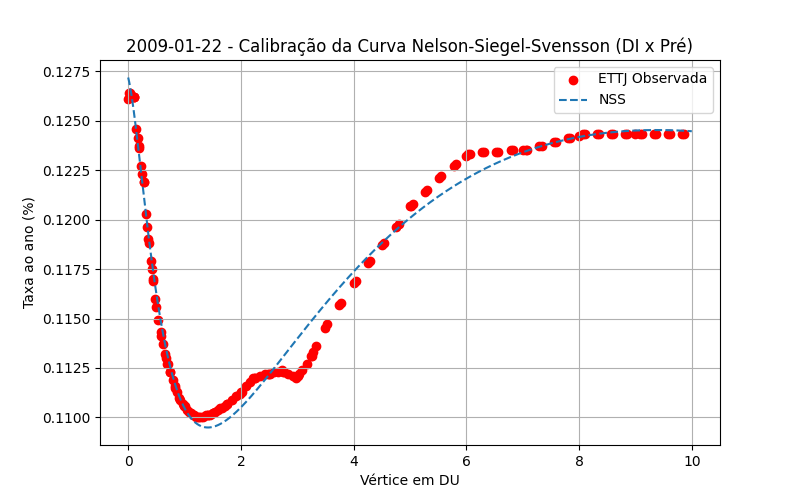 2009-01-22 - Calibração da Curva Nelson-Siegel-Svensson (DI x Pré)
ETTJ Observada
NSS
Taxa ao ano (%)
0.1275
0.1250
0.1225
0.1200
0.1175
0.1150
0.1125
0.1100
0 2 4 6 8 10
Vértice em DU